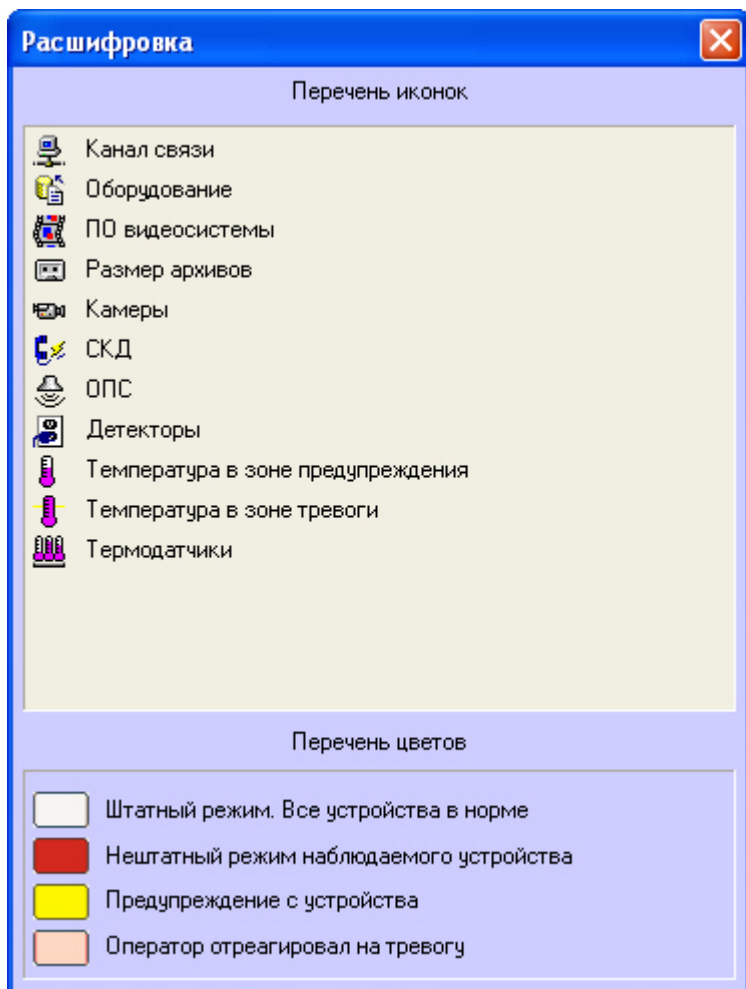 Расшифровка
Перечень иконок
Канал связи
Оборудование
ПО видеосистемы
Размер архивов
Камеры
СКД
ОПС
Детекторы
Температура в зоне предупреждения
Температура в зоне тревоги
Термодатчики
Перечень цветов
Штатный режим. Все устройства в норме
Нештатный режим наблюдаемого устройства
Предупреждение с устройства
Оператор отреагировал на тревогу